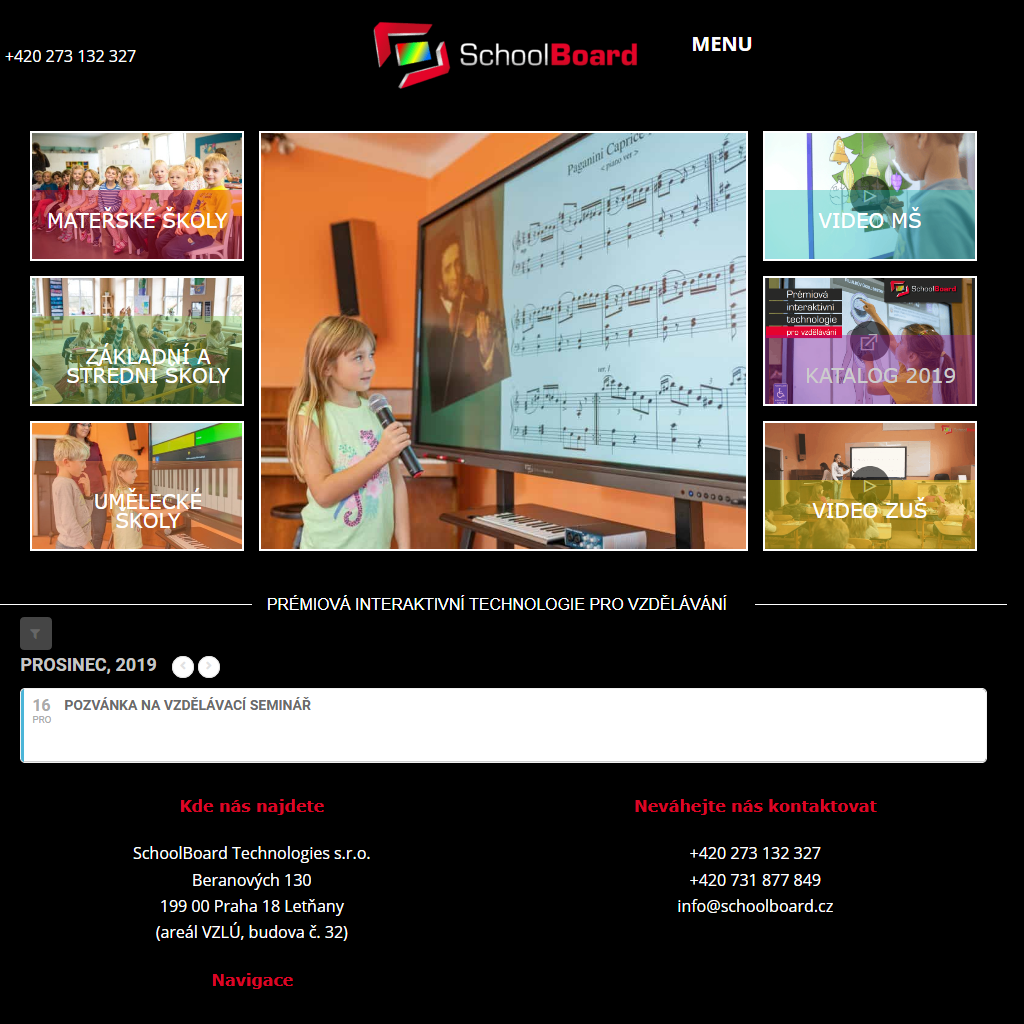 +420 273 132 327
SchoolBoard
MENU
MATEŘSKÉ ŠKOLY
ZÁKLADNÍ A
STŘEDNÍ ŠKOLY
UMĚLECKÉ
ŠKOLY
Paganini Caprice
< piano ver >
VIDEO MŠ
SchoolBoard
Prémiová
interaktivní
technologie
pro vzdělávání
KATALOG 2019
VIDEO ZUŠ
PRÉMIOVÁ INTERAKTIVNÍ TECHNOLOGIE PRO VZDĚLÁVÁNÍ
PROSINEC, 2019
16 POZVÁNKA NA VZDĚLÁVACÍ SEMINÁŘ
PRO
Kde nás najdete
SchoolBoard Technologies s.r.o.
Beranových 130
199 00 Praha 18 Letňany
(areál VZLÚ, budova č. 32)
Navigace
Neváhejte nás kontaktovat
+420 273 132 327
+420 731 877 849
info@schoolboard.cz